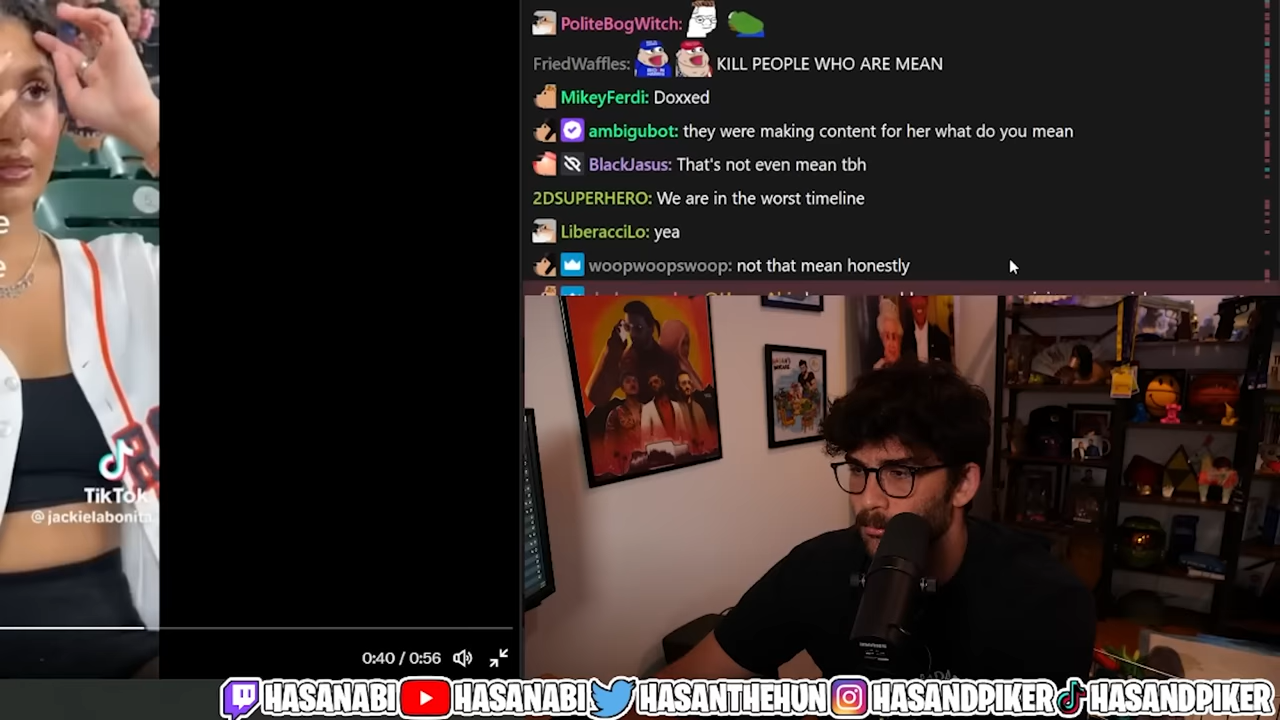 PoliteBogWitch:
FriedWaffles: KILL PEOPLE WHO ARE MEAN
MikeyFerdi: Doxxed
ambigubot: they were making content for her what do you mean
BlackJasus: That's not even mean tbh
2DSUPERHERO: We are in the worst timeline
LiberacciLo: yea
woopwoopswoop: not that mean honestly
e
e
TikTok
@jackielabonita
0:40 / 0:56
HASANABI HASANABI HASANTHEHUN HASANDPIKER HASANDPIKER